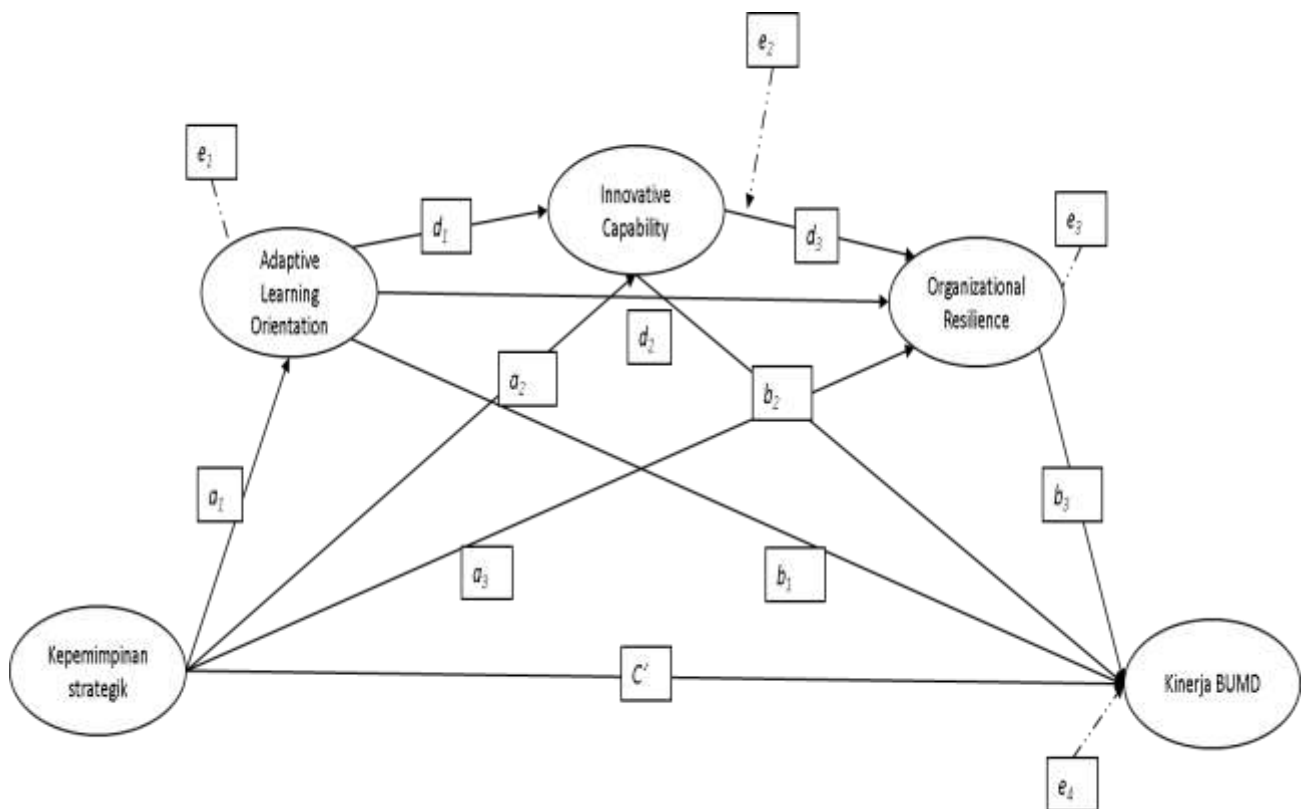 e2
e1
Innovative
Capability
d1
d3
e3
Adaptive
Learning
Orientation
Organizational
Resilience
d2
a2
b2
a1
b3
a3
b1
Kepemimpinan
strategik
C'
Kinerja BUMD
e4